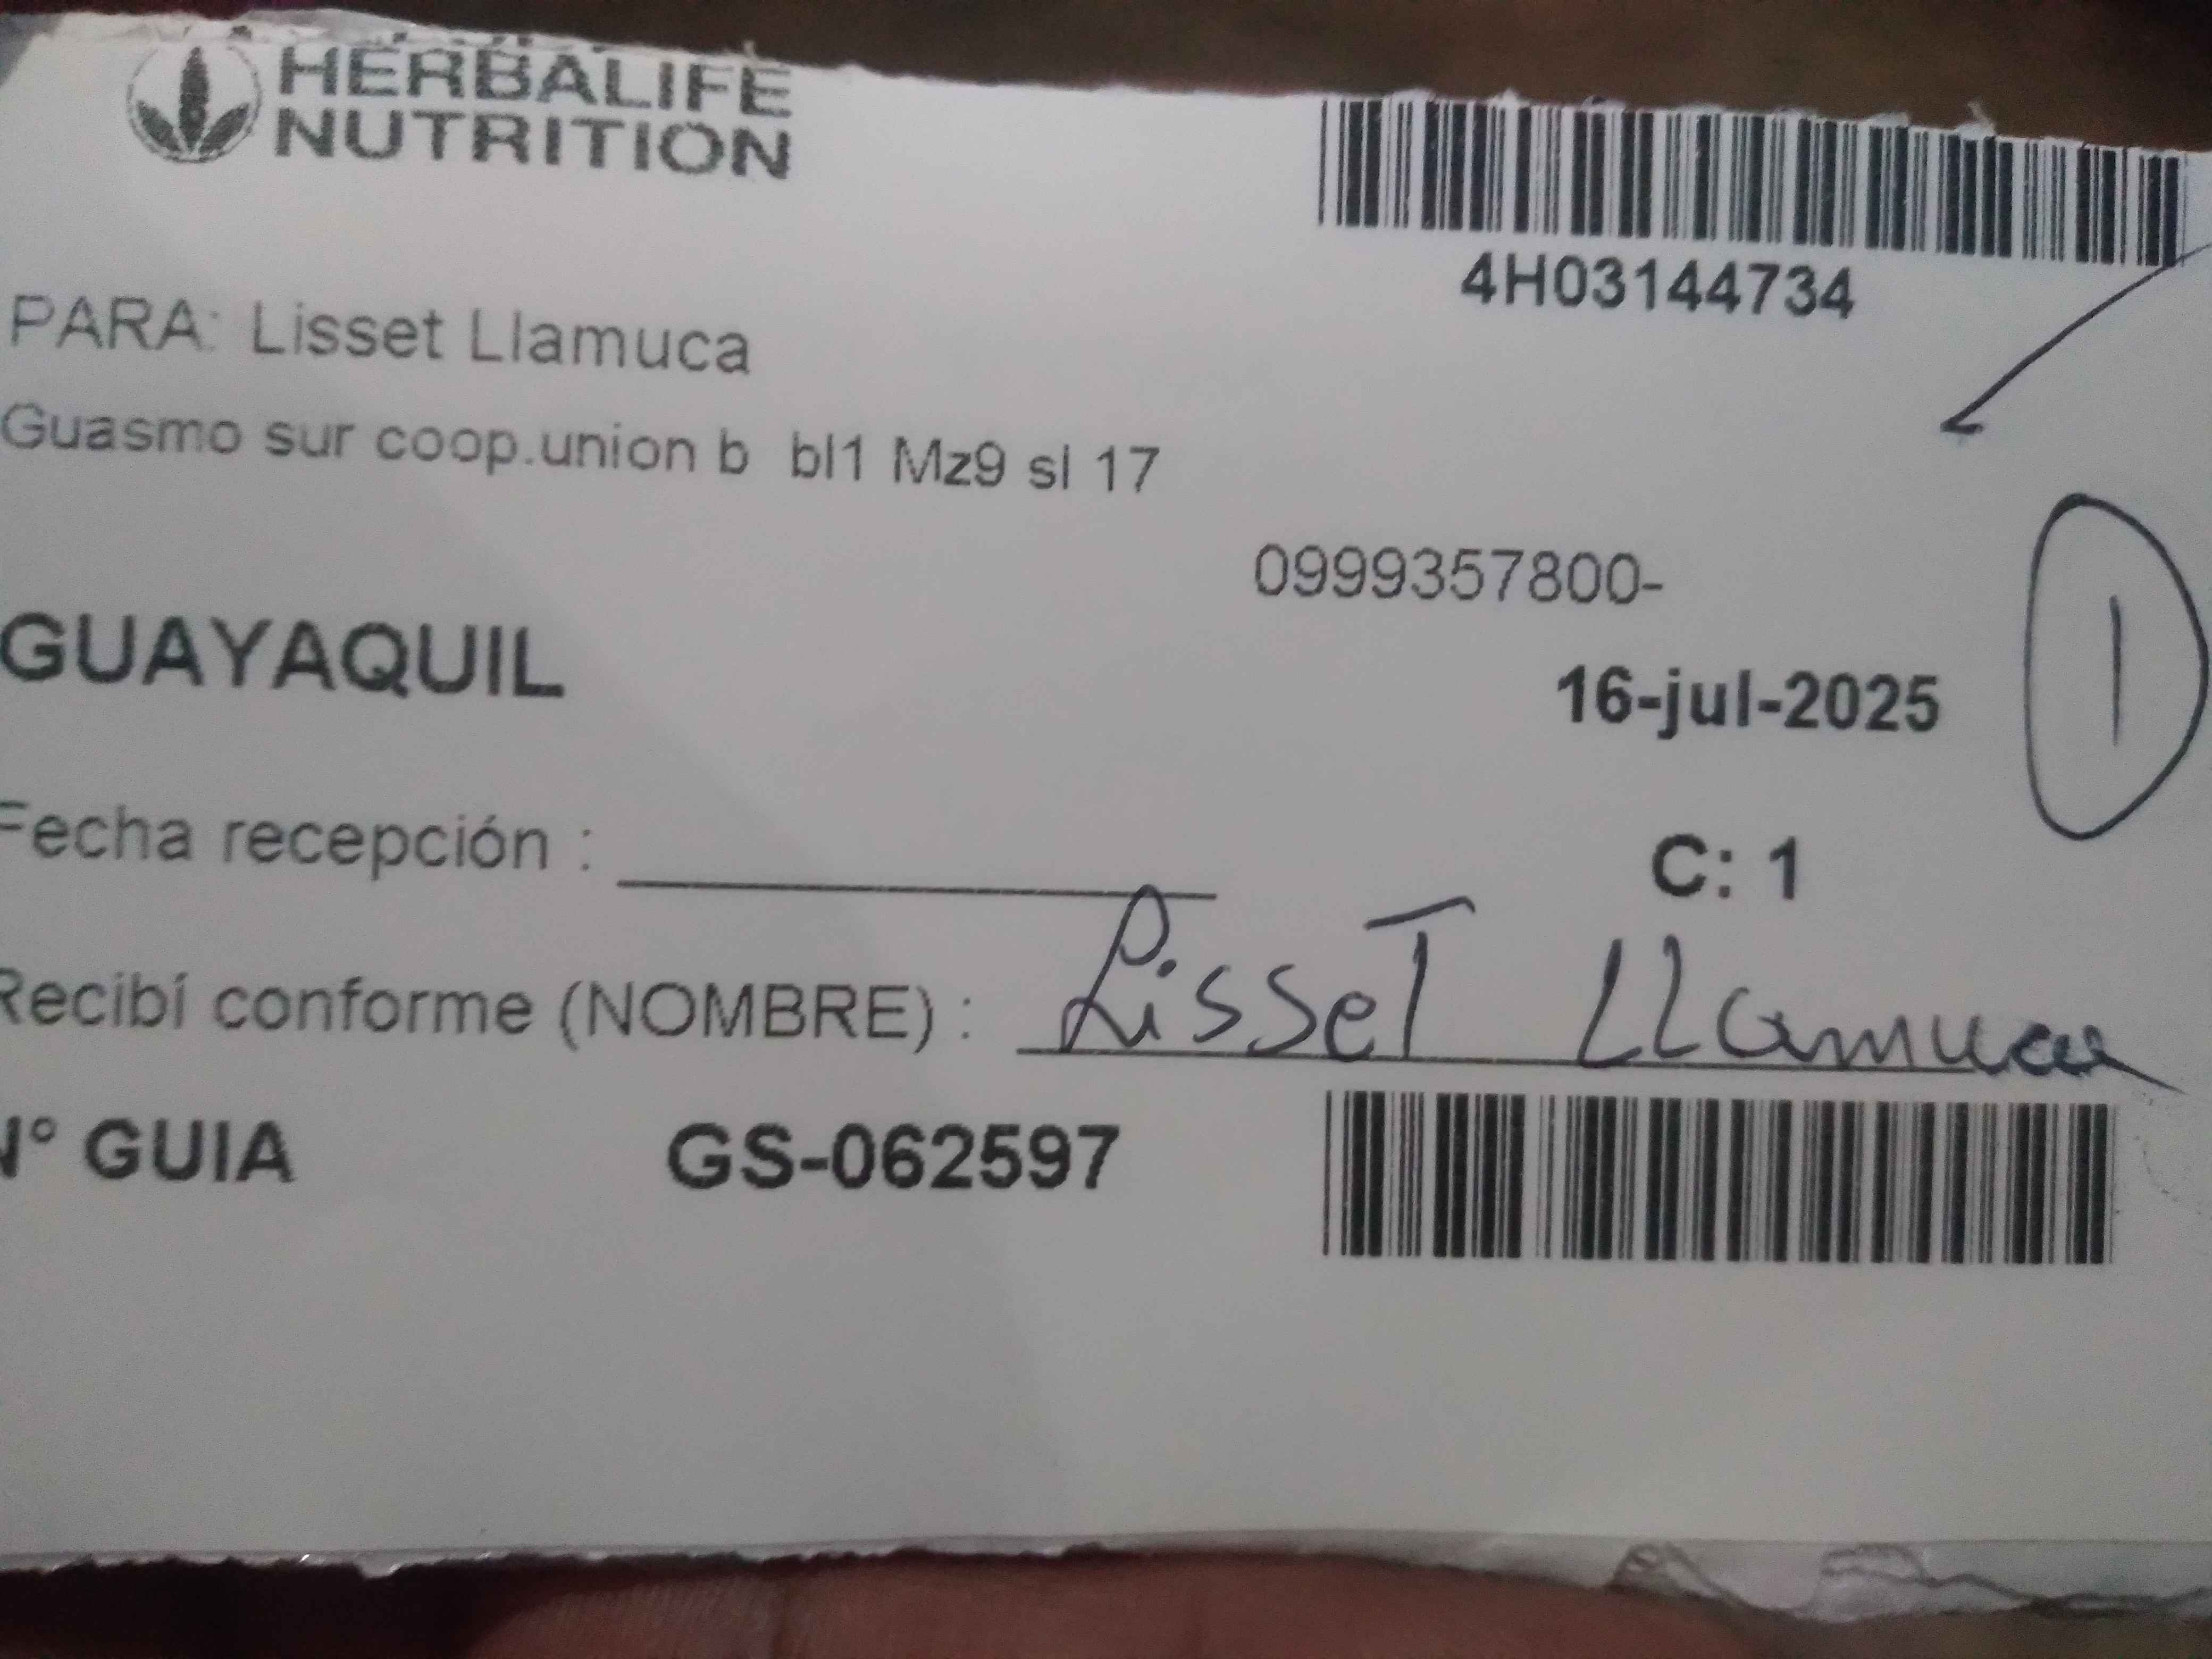 HERBALIFE
NUTRITION
4H03144734
PARA: Lisset Llamuca
Guasmo sur coop.union b bl1 Mz9 sl 17
0999357800-
GUAYAQUIL
16-jul-2025
1
Fecha recepción :
C: 1
Recibí conforme (NOMBRE) : Lisset Llamuca
N° GUIA GS-062597